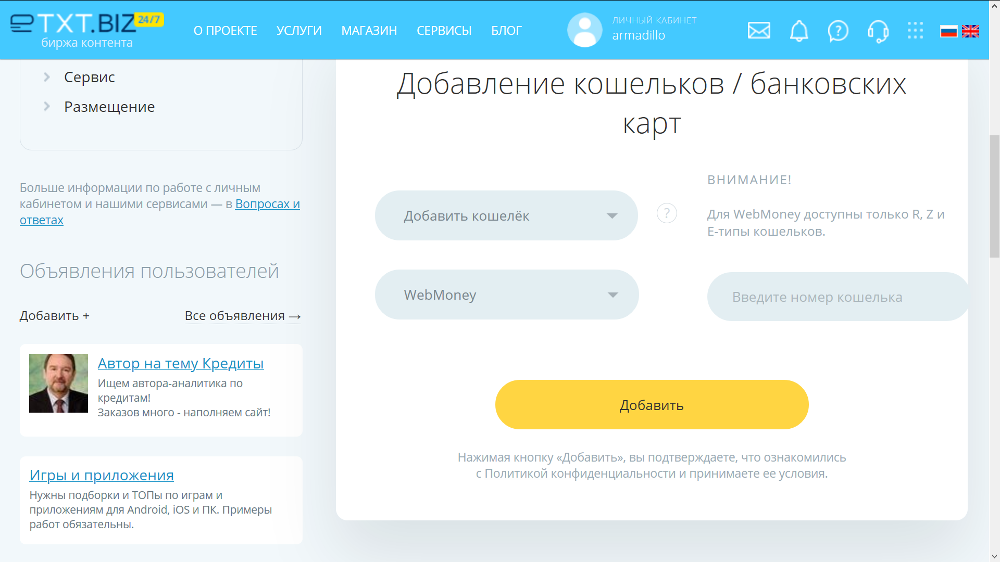 eTXT.BIZ 24/7
биржа контента
О ПРОЕКТЕ УСЛУГИ МАГАЗИН СЕРВИСЫ БЛОГ
ЛИЧНЫЙ КАБИНЕТ
armadillo
Сервис
Размещение
Больше информации по работе с личным
кабинетом и нашими сервисами — в Вопросах и
ответах
Объявления пользователей
Добавить + Все объявления →
Автор на тему Кредиты
Ищем автора-аналитика по
кредитам!
Заказов много - наполняем сайт!
Игры и приложения
Нужны подборки и ТОПы по играм и
приложениям для Android, iOS и ПК. Примеры
работ обязательны.
Добавление кошельков / банковских
карт
Добавить кошелёк
?
ВНИМАНИЕ!
Для WebMoney доступны только R, Z и
E-типы кошельков.
WebMoney
Введите номер кошелька
Добавить
Нажимая кнопку «Добавить», вы подтверждаете, что ознакомились
с Политикой конфиденциальности и принимаете ее условия.